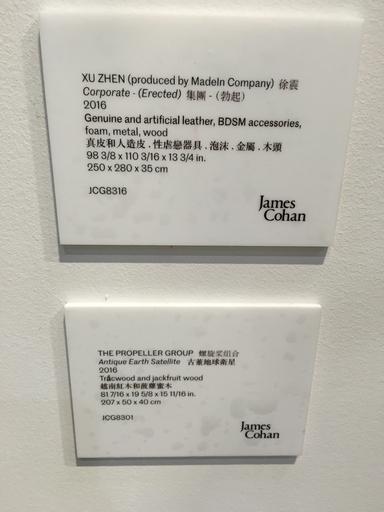 XU ZHEN (produced by MadeIn Company) 徐震
Corporate - (Erected) 集團 - (勃起)
2016
Genuine and artificial leather, BDSM accessories,
foam, metal, wood
真皮和人造皮 . 性虐戀器具 . 泡沫 . 金屬 . 木頭
98 3/8 x 110 3/16 x 13 3/4 in.
250 x 280 x 35 cm
JCG8316
James
Cohan
THE PROPELLER GROUP 螺旋槳組合
Antique Earth Satellite 古董地球衛星
2016
Trắcwood and jackfruit wood
越南紅木和菠蘿蜜木
81 7/16 x 19 5/8 x 15 11/16 in.
207 x 50 x 40 cm
JCG8301
James
Cohan